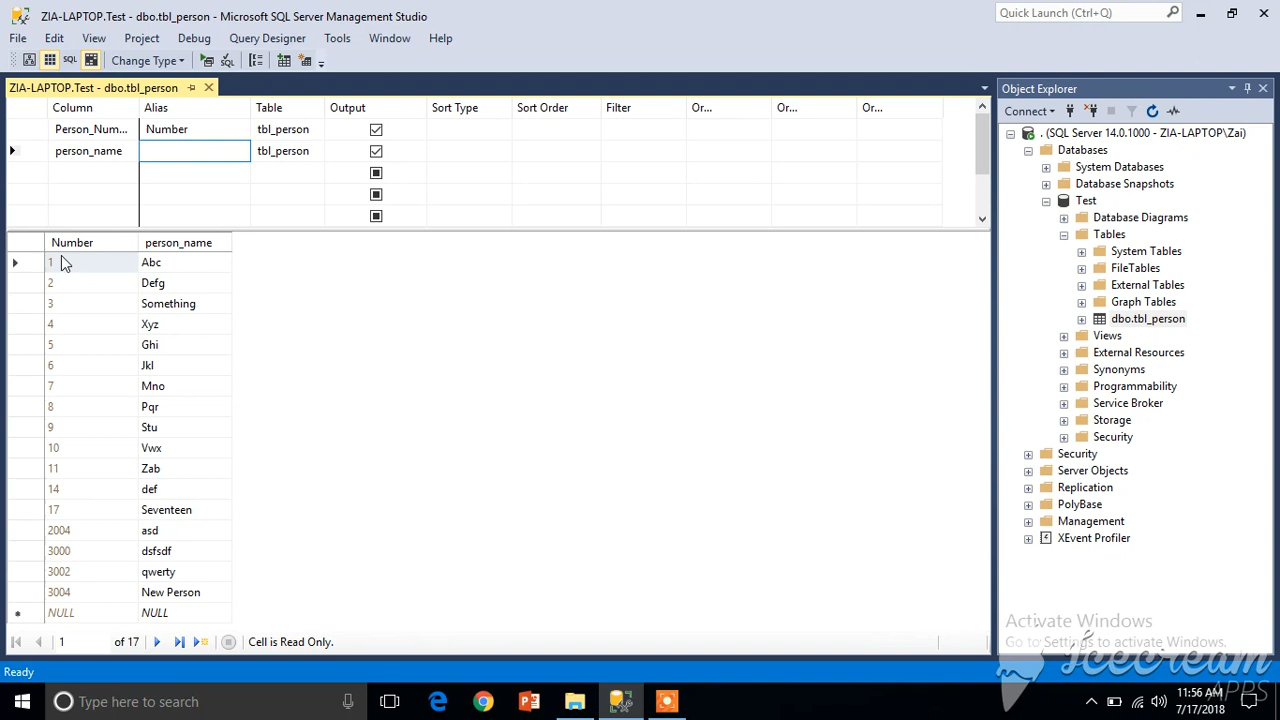 ZIA-LAPTOP.Test - dbo.tbl_person - Microsoft SQL Server Management Studio
Quick Launch (Ctrl+Q)
File Edit View Project Debug Query Designer Tools Window Help
SQL Change Type
ZIA-LAPTOP.Test - dbo.tbl_person
Column Alias Table Output Sort Type Sort Order Filter Or... Or... Or...
Person_Num... Number tbl_person
person_name tbl_person
Number person_name
1 Abc
2 Defg
3 Something
4 Xyz
5 Ghi
6 Jkl
7 Mno
8 Pqr
9 Stu
10 Vwx
11 Zab
14 def
17 Seventeen
2004 asd
3000 dsfsdf
3002 qwerty
3004 New Person
NULL NULL
1 of 17 Cell is Read Only.
Object Explorer
Connect
. (SQL Server 14.0.1000 - ZIA-LAPTOP\Zai)
Databases
System Databases
Database Snapshots
Test
Database Diagrams
Tables
System Tables
FileTables
External Tables
Graph Tables
dbo.tbl_person
Views
External Resources
Synonyms
Programmability
Service Broker
Storage
Security
Security
Server Objects
Replication
PolyBase
Management
XEvent Profiler
Activate Windows
Go to Settings to activate Windows.
Icecream
APPS
Ready
Type here to search
11:56 AM
7/17/2018